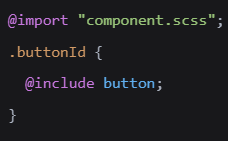 @import "component.scss";
.buttonId {
@include button;
}